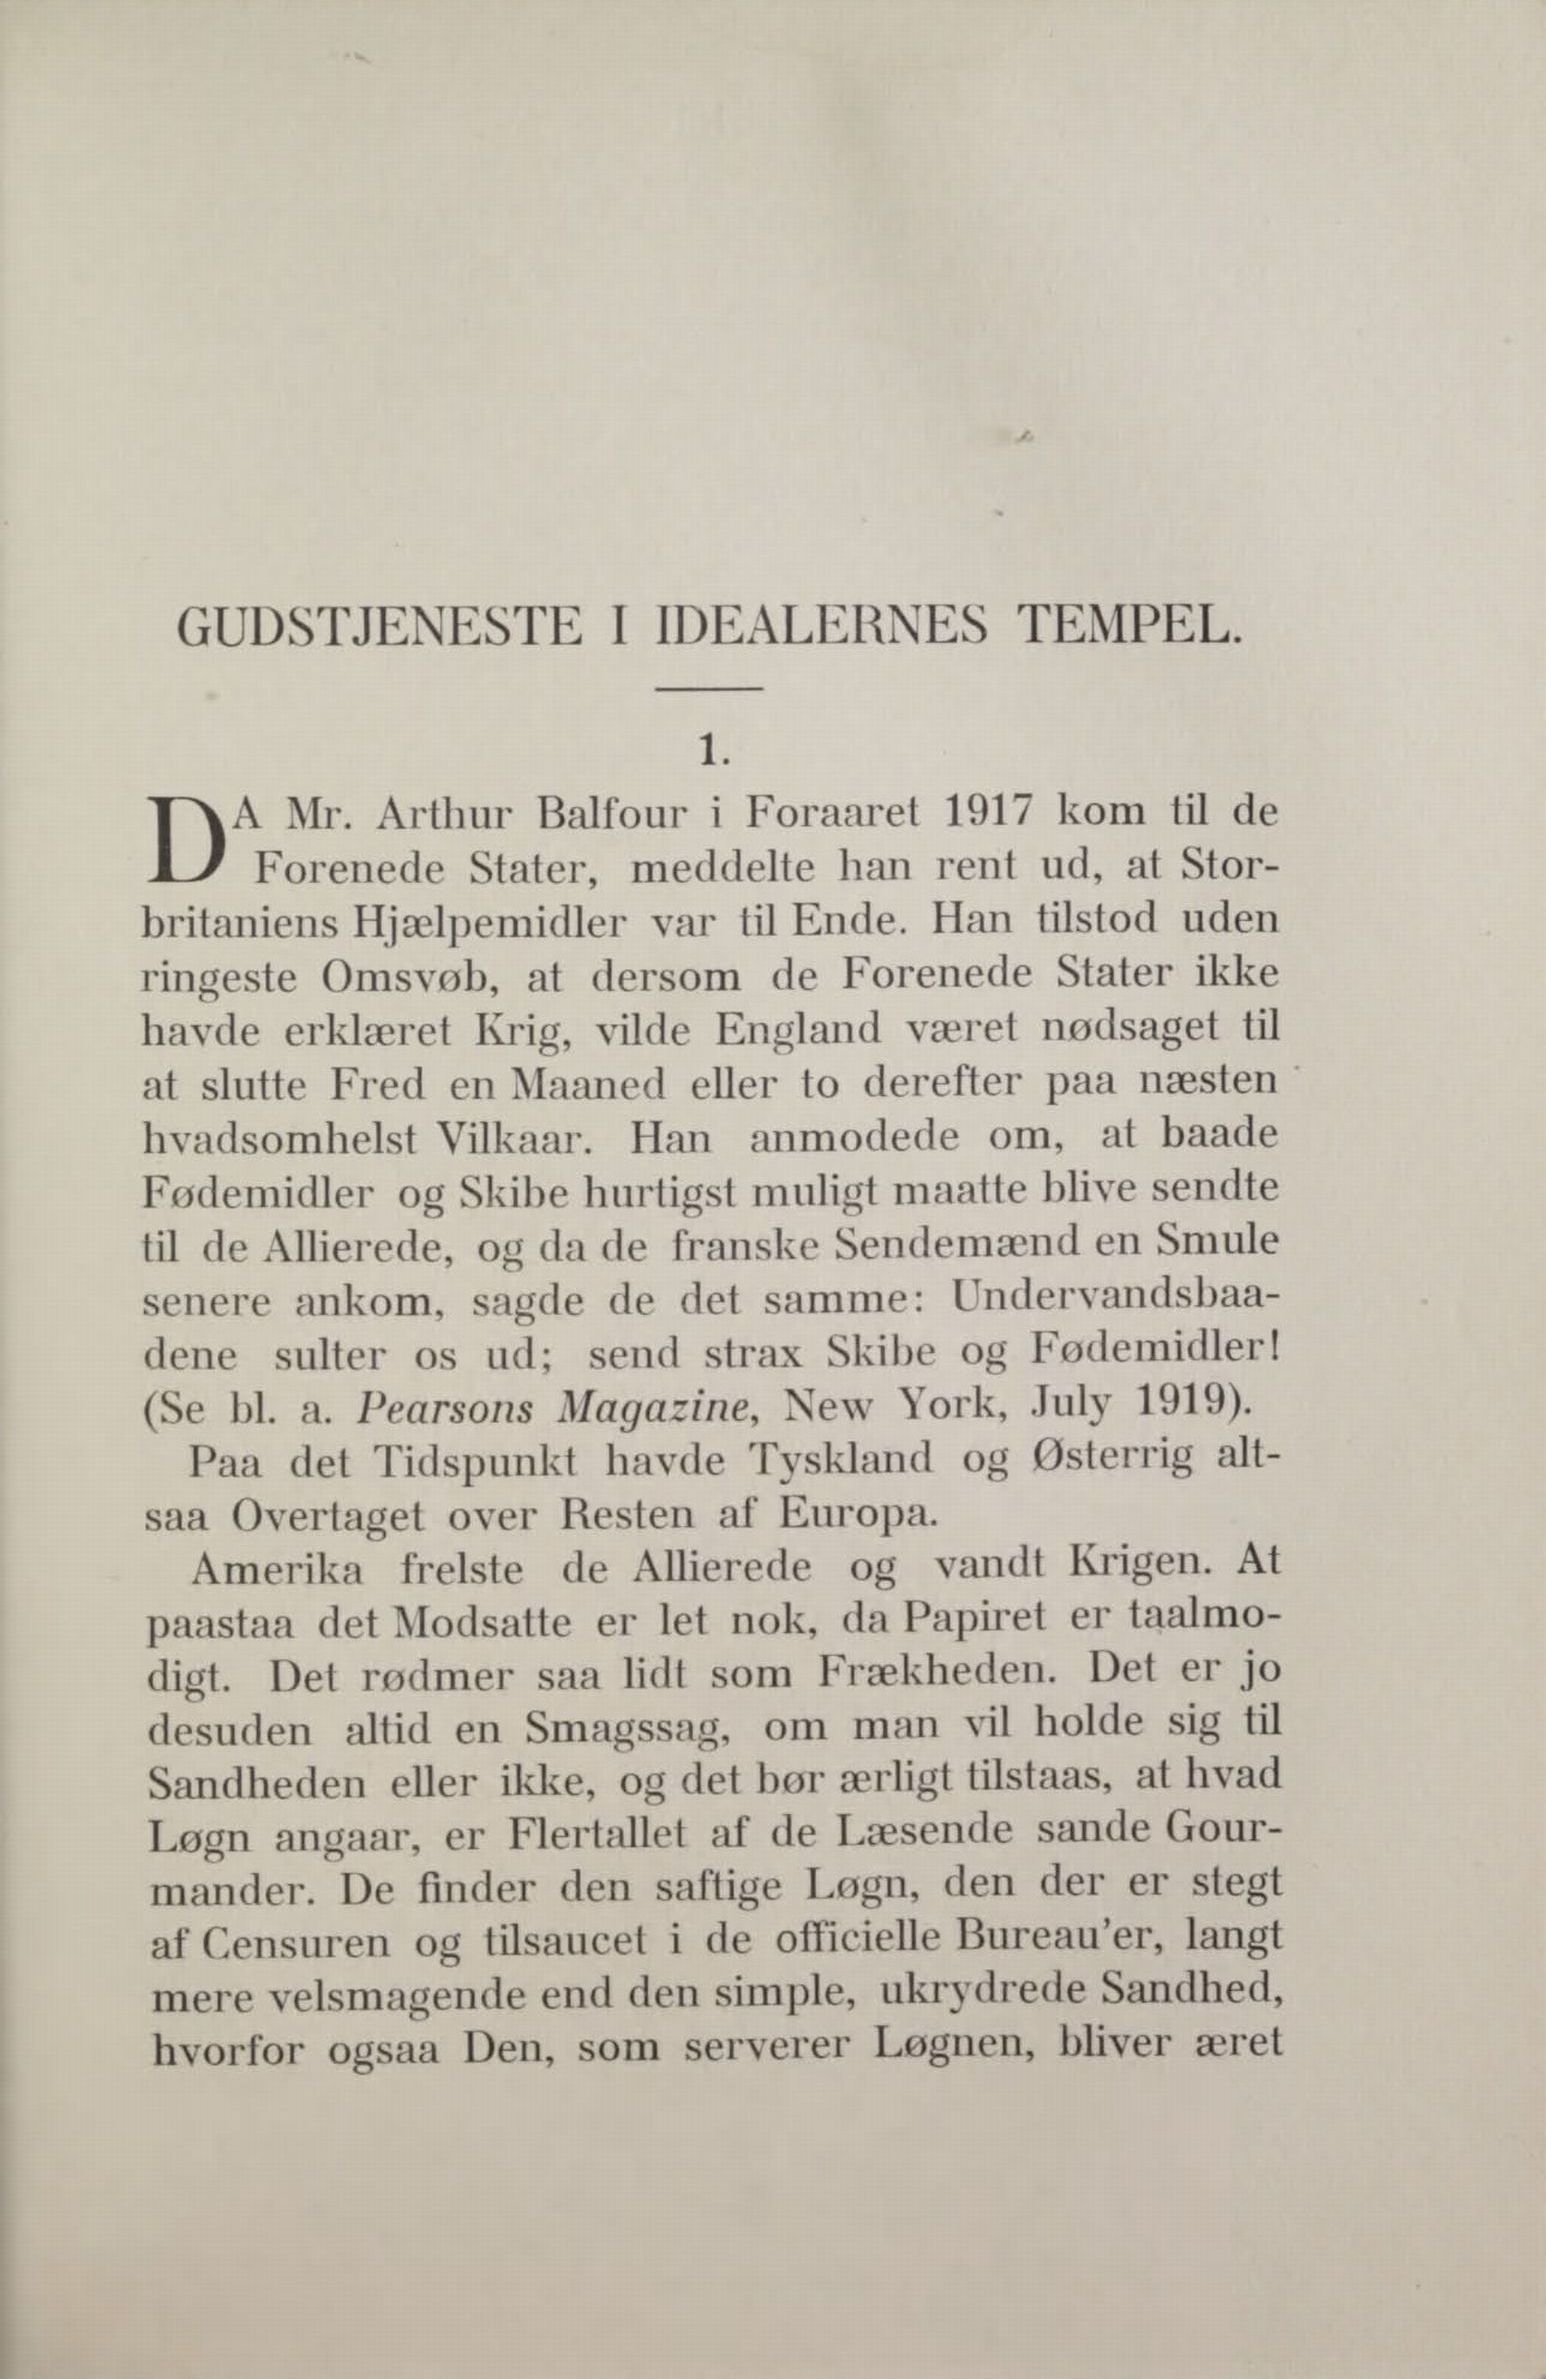 GUDSTJENESTE I IDEALERNES TEMPEL.
1.
DA Mr. Arthur Balfour i Foraaret 1917 kom til de
Forenede Stater, meddelte han rent ud, at Stor-
britaniens Hjælpemidler var til Ende. Han tilstod uden
ringeste Omsvøb, at dersom de Forenede Stater ikke
havde erklæret Krig, vilde England været nødsaget til
at slutte Fred en Maaned eller to derefter paa næsten
hvadsomhelst Vilkaar. Han anmodede om, at baade
Fødemidler og Skibe hurtigst muligt maatte blive sendte
til de Allierede, og da de franske Sendemænd en Smule
senere ankom, sagde de det samme: Undervandsbaa-
dene sulter os ud; send strax Skibe og Fødemidler!
(Se bl. a. Pearsons Magazine, New York, July 1919).
Paa det Tidspunkt havde Tyskland og Østerrig alt-
saa Overtaget over Resten af Europa.
Amerika frelste de Allierede og vandt Krigen. At
paastaa det Modsatte er let nok, da Papiret er taalmo-
digt. Det rødmer saa lidt som Frækheden. Det er jo
desuden altid en Smagssag, om man vil holde sig til
Sandheden eller ikke, og det bør ærligt tilstaas, at hvad
Løgn angaar, er Flertallet af de Læsende sande Gour-
mander. De finder den saftige Løgn, den der er stegt
af Censuren og tilsaucet i de officielle Bureau'er, langt
mere velsmagende end den simple, ukrydrede Sandhed,
hvorfor ogsaa Den, som serverer Løgnen, bliver æret